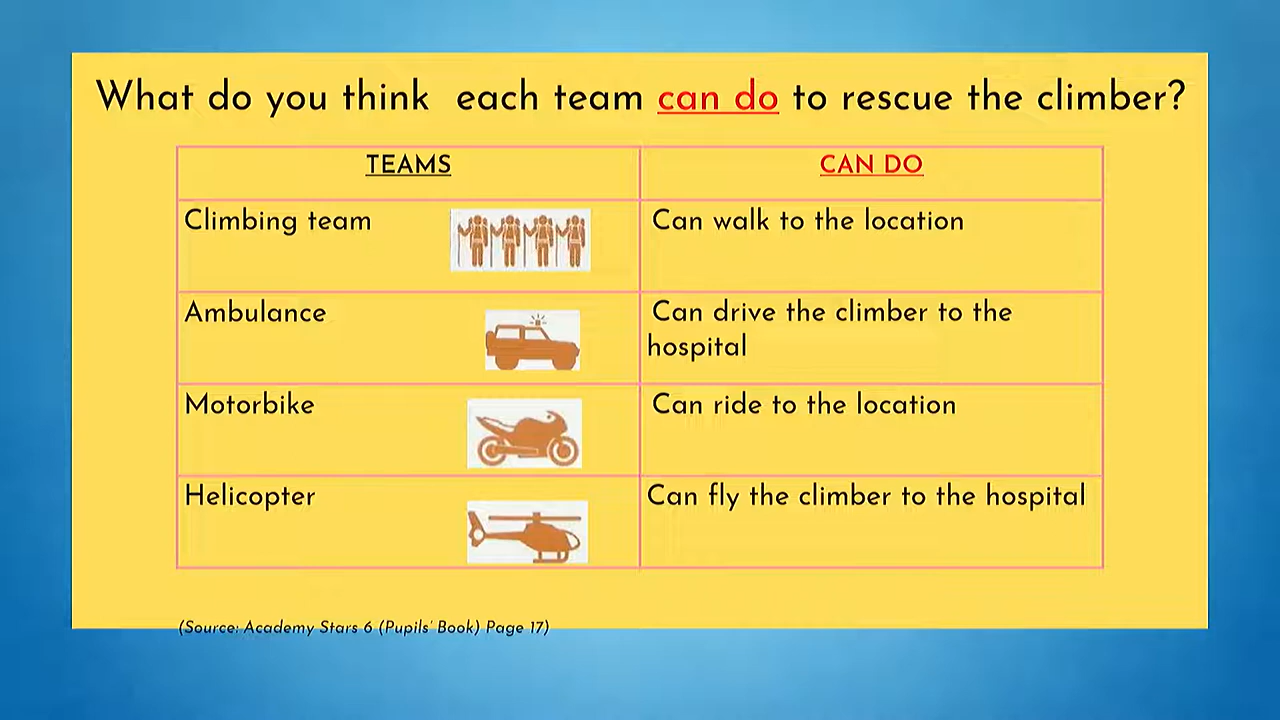 What do you think each team can do to rescue the climber?
TEAMS
CAN DO
Climbing team
Can walk to the location
Ambulance
Can drive the climber to the
hospital
Motorbike
Can ride to the location
Helicopter
Can fly the climber to the hospital
(Source: Academy Stars 6 (Pupils' Book) Page 17)